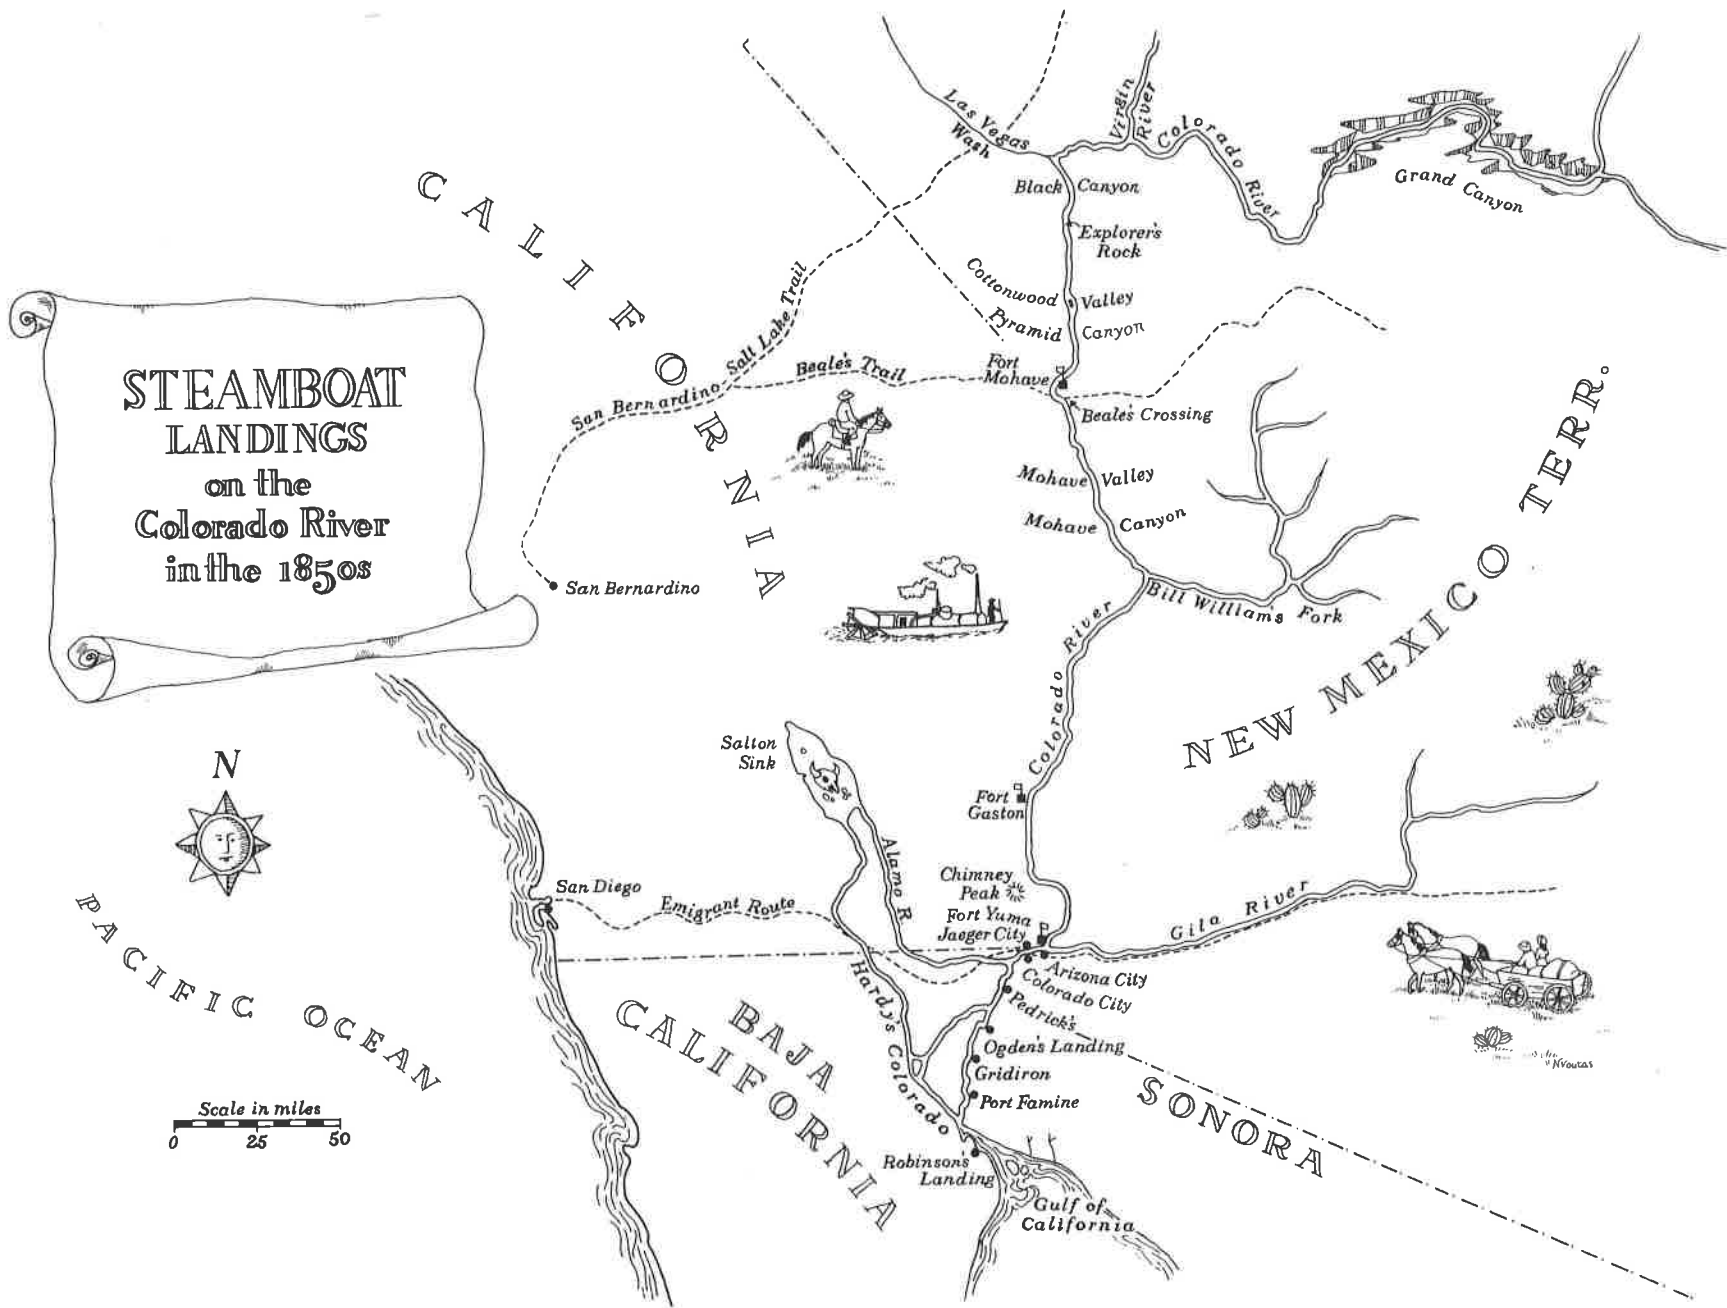 STEAMBOAT
LANDINGS
on the
Colorado River
in the 1850s
CALIFORNIA
Las Vegas
Wash
Virgin
River
Colorado River
Grand Canyon
Black Canyon
Explorer's
Rock
Cottonwood Valley
Pyramid Canyon
San Bernardino - Salt Lake Trail
Beale's Trail
Fort
Mohave
Beale's Crossing
Mohave Valley
Mohave Canyon
San Bernardino
Bill William's Fork
Colorado River
NEW MEXICO TERR.
Salton
Sink
Fort
Gaston
Alamo R.
Chimney
Peak
Fort Yuma
Jaeger City
Gila River
San Diego
Emigrant Route
Arizona City
Colorado City
Pedrick's
Ogden's Landing
Gridiron
Port Famine
Hardy's Colorado
Robinson's
Landing
Gulf of
California
BAJA
CALIFORNIA
SONORA
N
PACIFIC OCEAN
Scale in miles
0 25 50